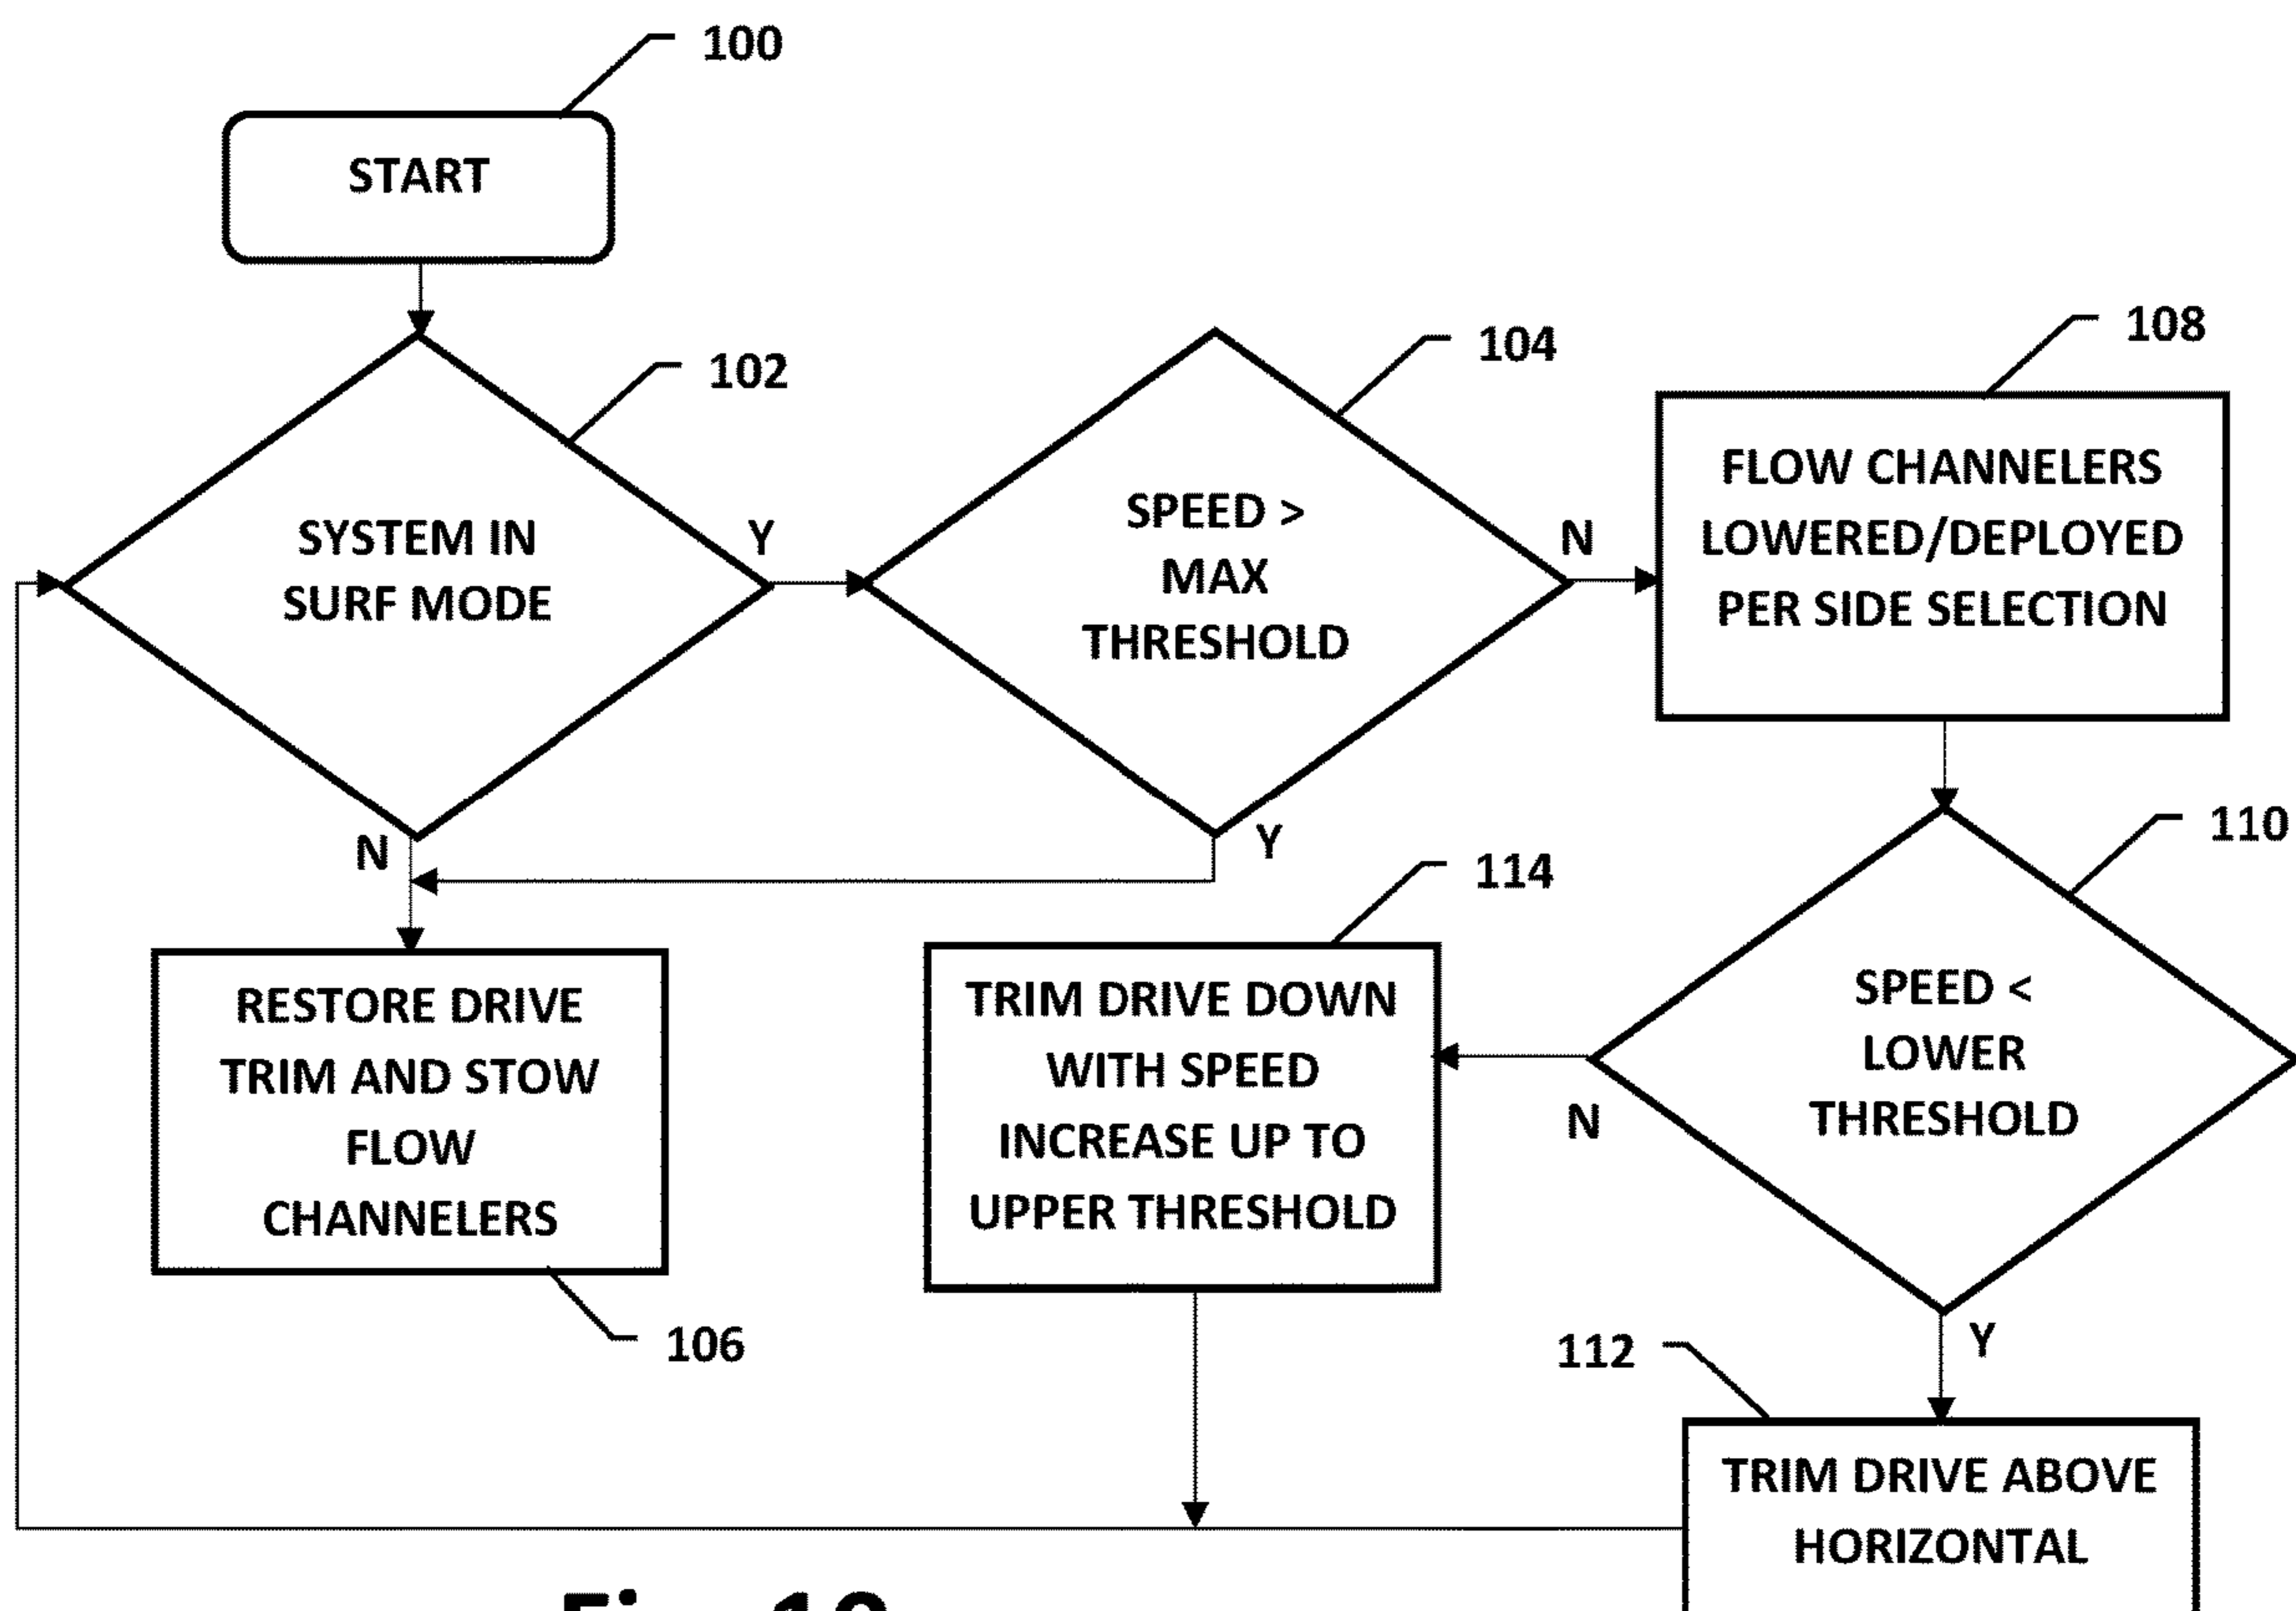 100
START
102
SYSTEM IN
SURF MODE
Y
N
104
SPEED >
MAX
THRESHOLD
N
Y
108
FLOW CHANNELERS
LOWERED/DEPLOYED
PER SIDE SELECTION
110
SPEED <
LOWER
THRESHOLD
N
Y
114
TRIM DRIVE DOWN
WITH SPEED
INCREASE UP TO
UPPER THRESHOLD
RESTORE DRIVE
TRIM AND STOW
FLOW
CHANNELERS
106
112
TRIM DRIVE ABOVE
HORIZONTAL